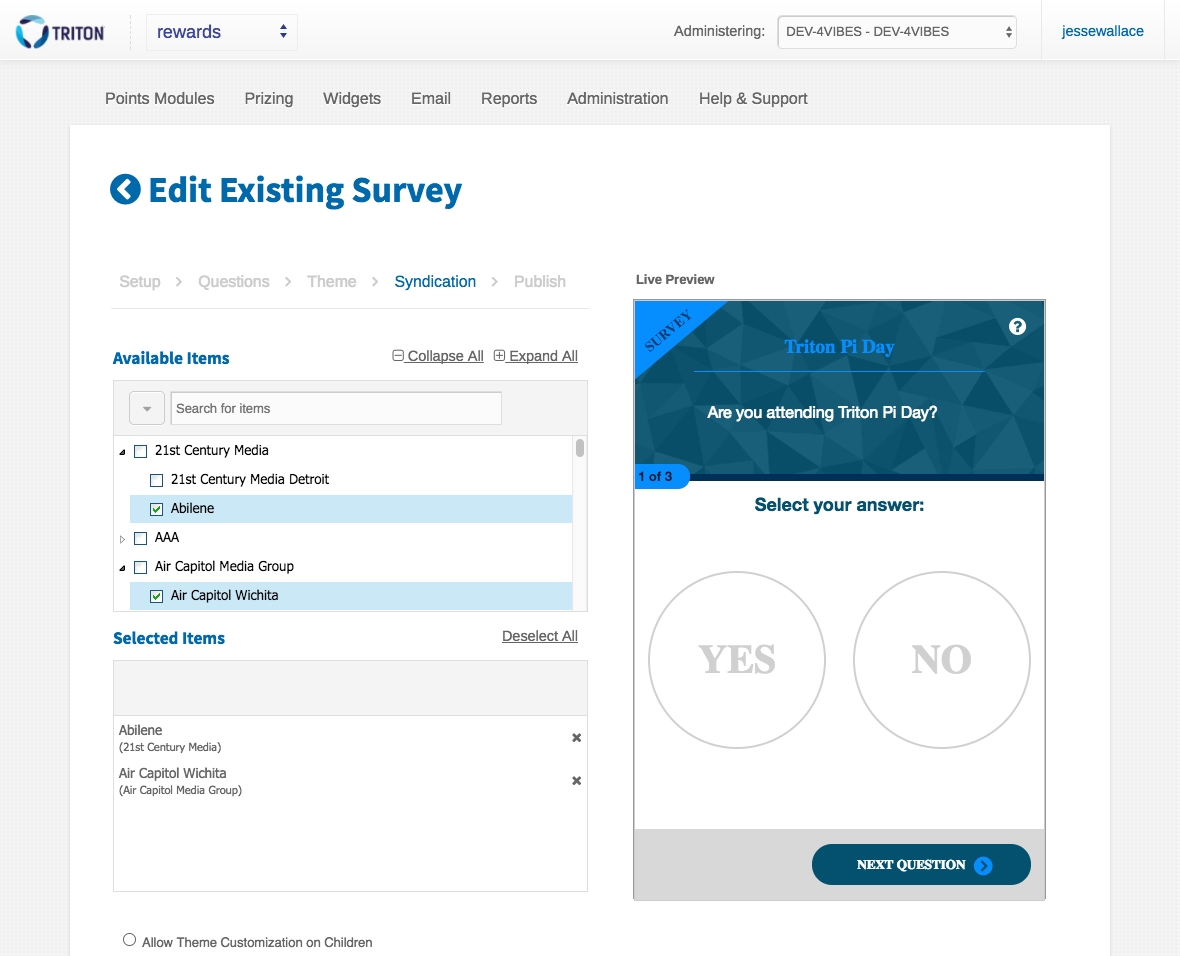 TRITON
rewards
Administering:
DEV-4VIBES - DEV-4VIBES
jessewallace
Points Modules
Prizing
Widgets
Email
Reports
Administration
Help & Support
Edit Existing Survey
Setup
Questions
Theme
Syndication
Publish
Available Items
Collapse All
Expand All
Search for items
21st Century Media
21st Century Media Detroit
Abilene
AAA
Air Capitol Media Group
Air Capitol Wichita
Selected Items
Deselect All
Abilene
(21st Century Media)
Air Capitol Wichita
(Air Capitol Media Group)
Allow Theme Customization on Children
Live Preview
SURVEY
?
Triton Pi Day
Are you attending Triton Pi Day?
1 of 3
Select your answer:
YES
NO
NEXT QUESTION